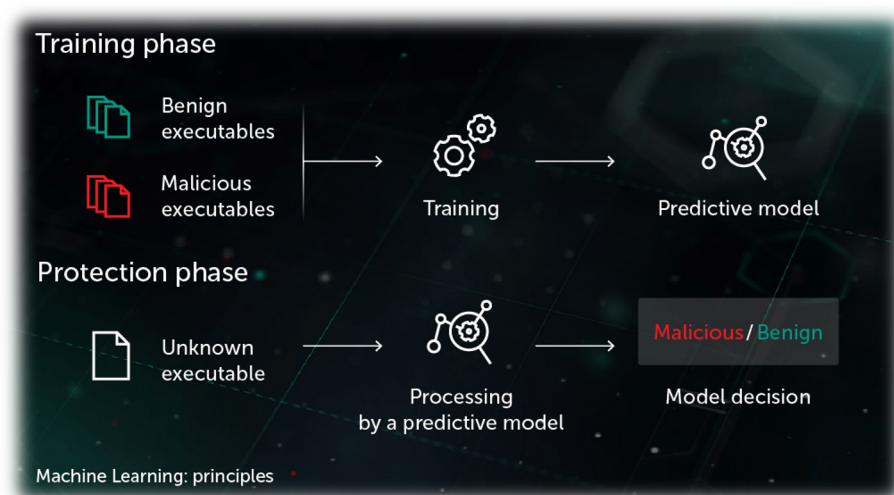 Training phase
Benign
executables
Malicious
executables
Training
Predictive model
Protection phase
Unknown
executable
Processing
by a predictive model
Malicious/Benign
Model decision
Machine Learning: principles